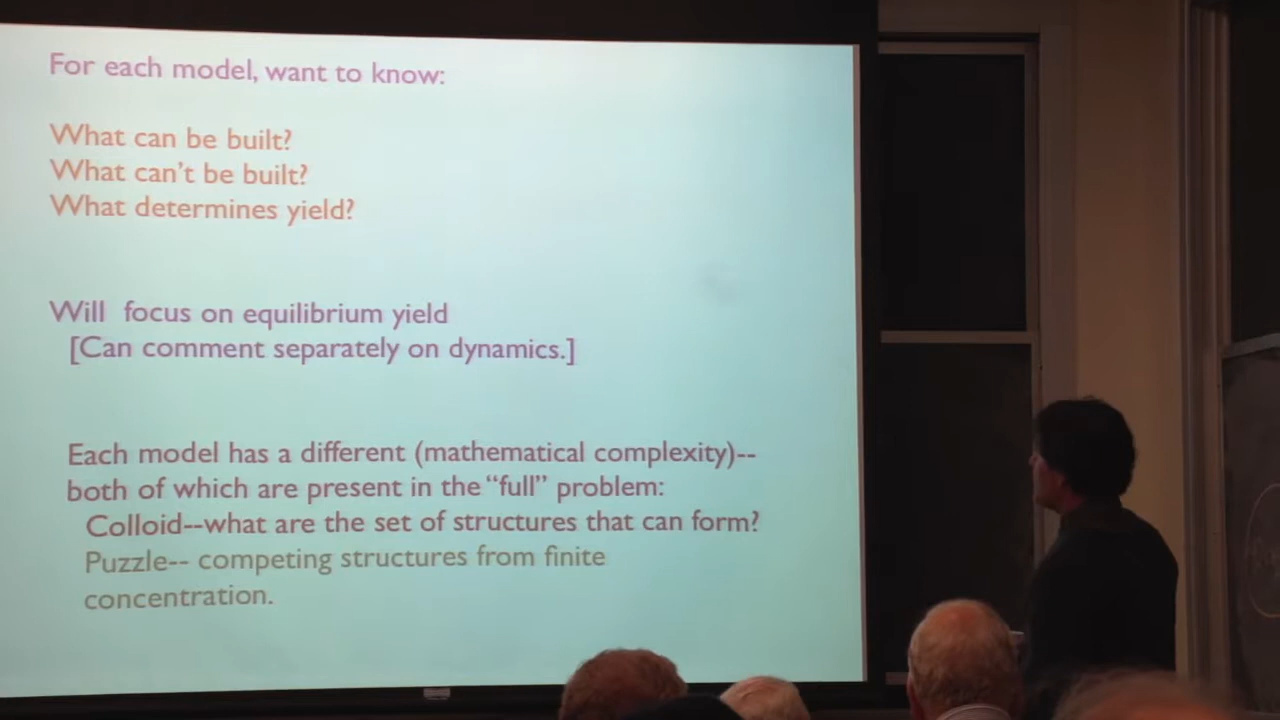 For each model, want to know:
What can be built?
What can't be built?
What determines yield?
Will focus on equilibrium yield
[Can comment separately on dynamics.]
Each model has a different (mathematical complexity)--
both of which are present in the “full” problem:
Colloid--what are the set of structures that can form?
Puzzle-- competing structures from finite
concentration.